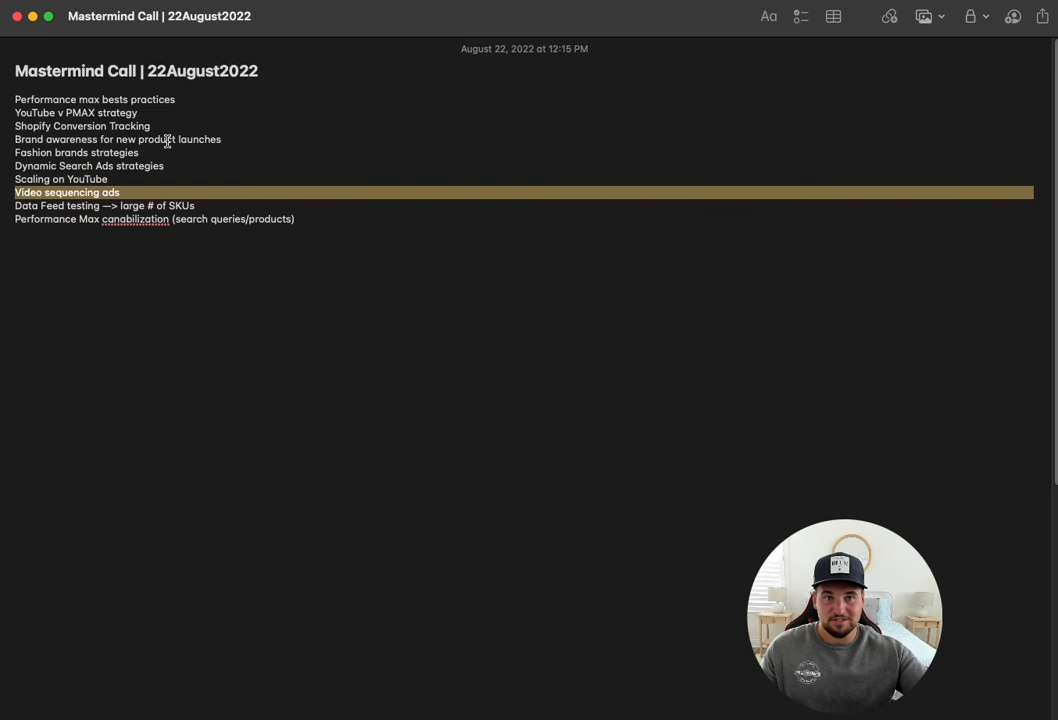 Mastermind Call | 22August2022
Aa
August 22, 2022 at 12:15 PM
Mastermind Call | 22August2022
Performance max bests practices
YouTube v PMAX strategy
Shopify Conversion Tracking
Brand awareness for new product launches
Fashion brands strategies
Dynamic Search Ads strategies
Scaling on YouTube
Video sequencing ads
Data Feed testing —> large # of SKUs
Performance Max canabilization (search queries/products)